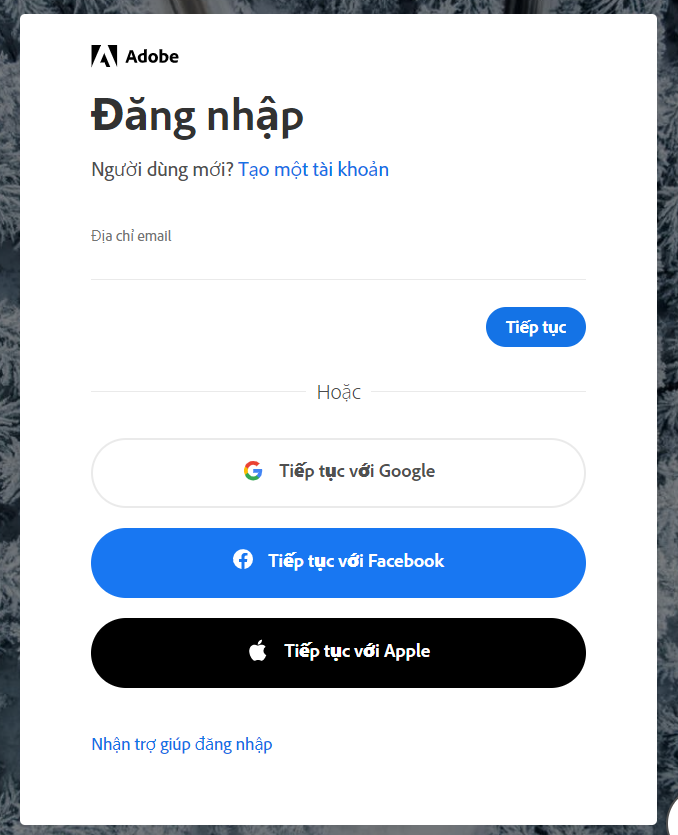 Adobe
Đăng nhập
Người dùng mới? Tạo một tài khoản
Địa chỉ email
Tiếp tục
Hoặc
Tiếp tục với Google
Tiếp tục với Facebook
Tiếp tục với Apple
Nhận trợ giúp đăng nhập